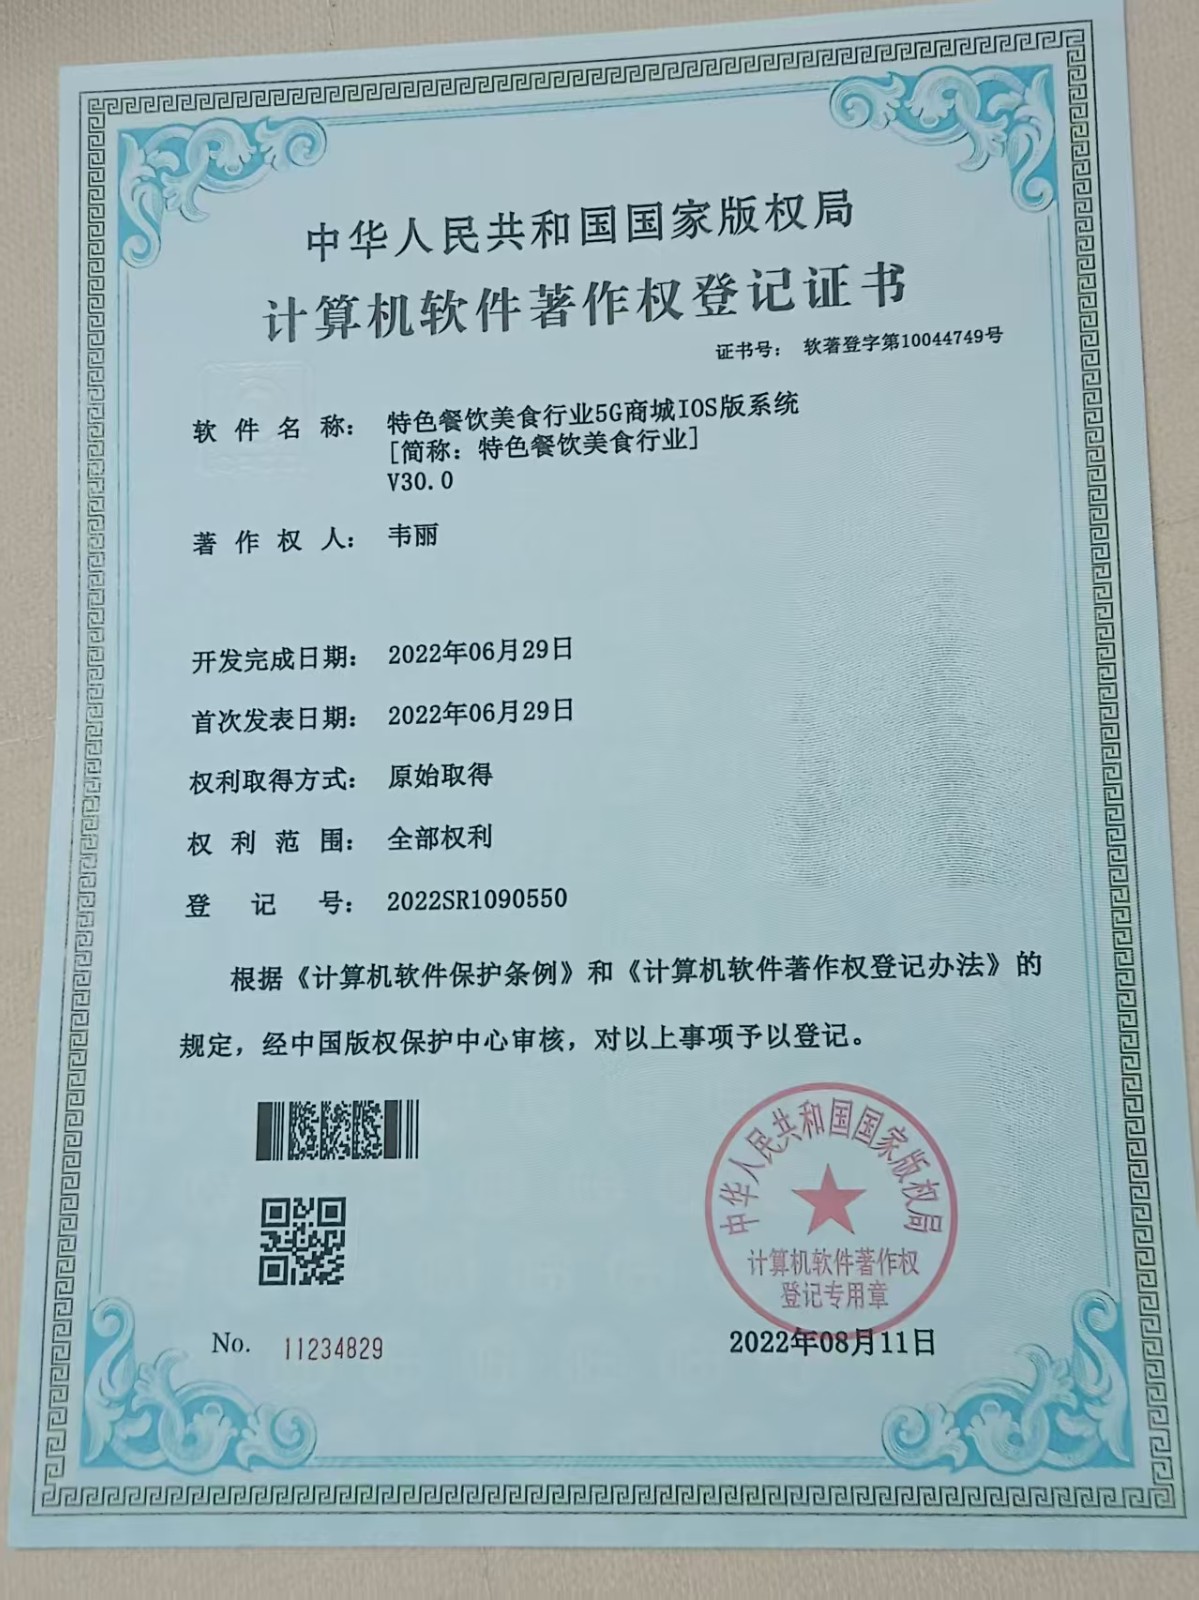 中华人民共和国国家版权局
计算机软件著作权登记证书
证书号： 软著登字第10044749号
软件名称： 特色餐饮美食行业5G商城IOS版系统
[简称：特色餐饮美食行业]
V30.0
著作权人： 韦丽
开发完成日期： 2022年06月29日
首次发表日期： 2022年06月29日
权利取得方式： 原始取得
权利范围： 全部权利
登记号： 2022SR1090550
根据《计算机软件保护条例》和《计算机软件著作权登记办法》的
规定，经中国版权保护中心审核，对以上事项予以登记。
中华人民共和国国家版权局
计算机软件著作权
登记专用章
No. 11234829
2022年08月11日